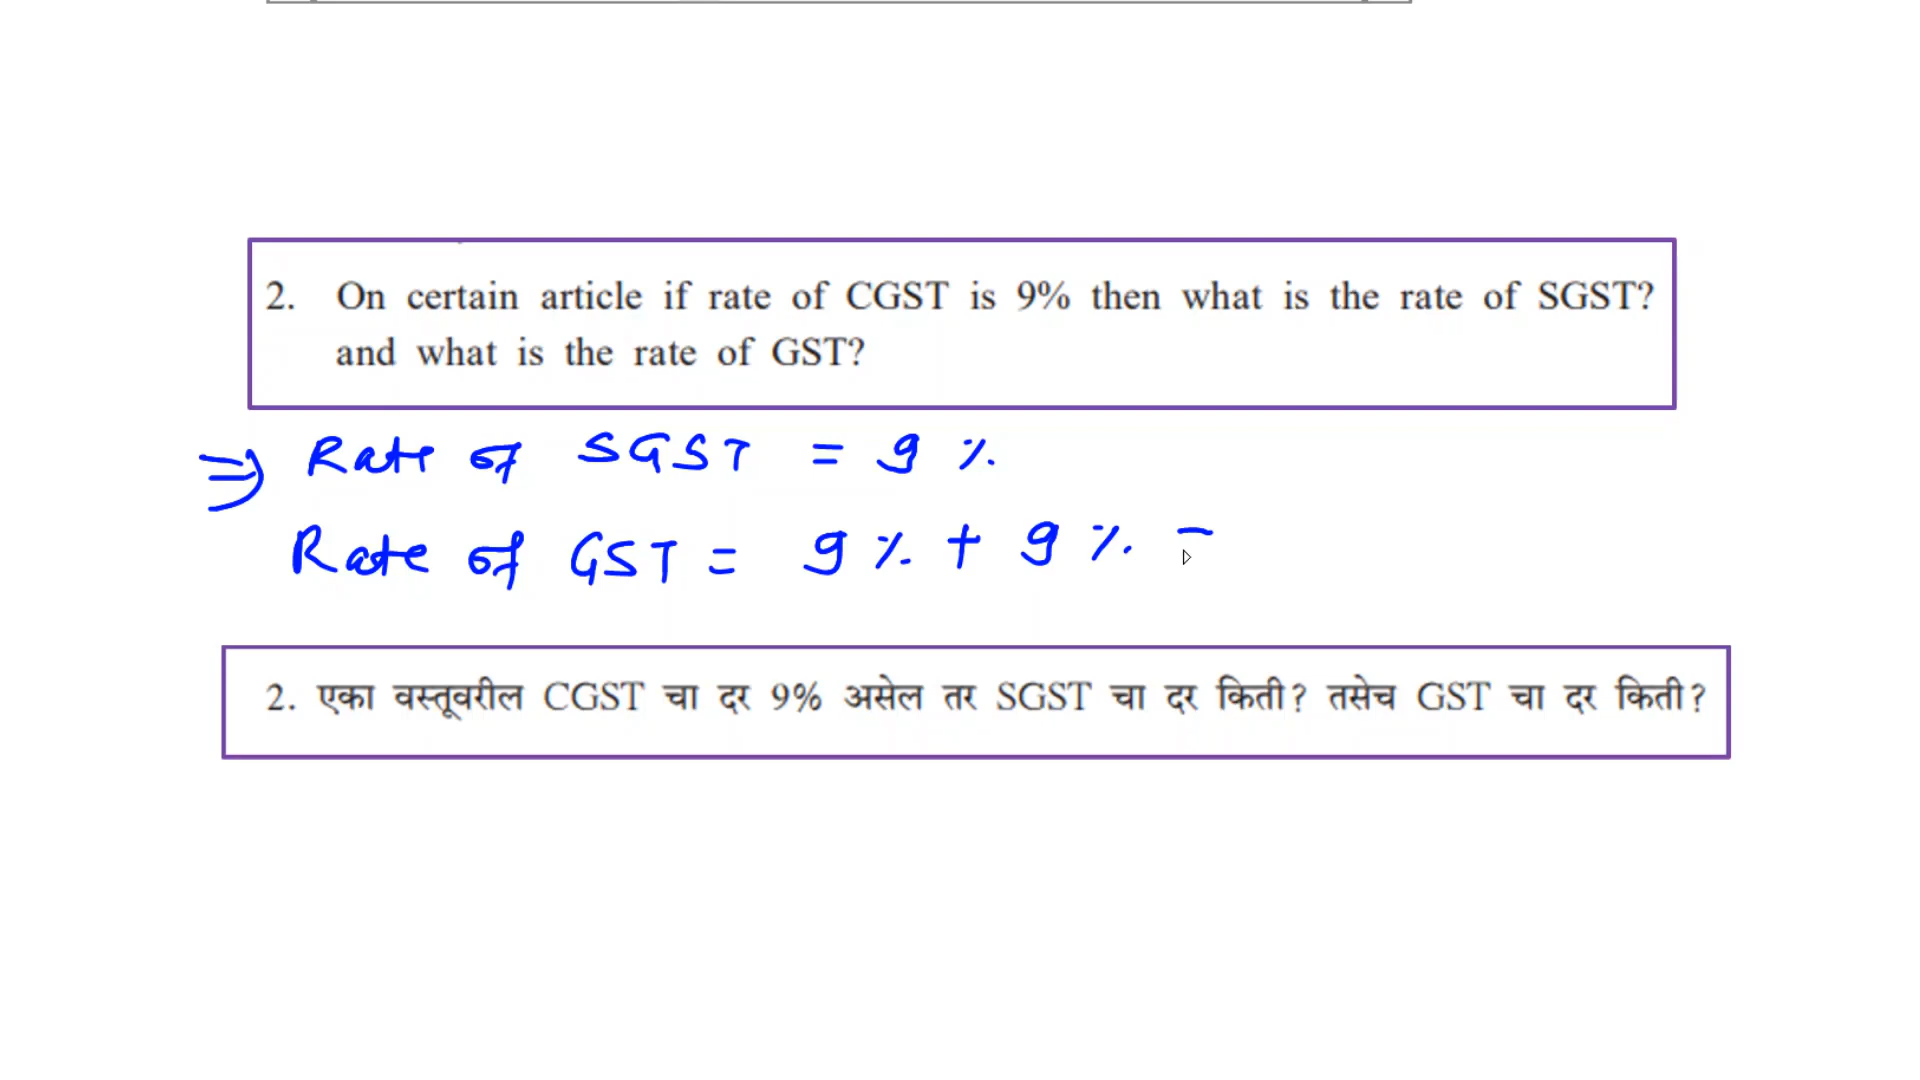 2. On certain article if rate of CGST is 9% then what is the rate of SGST?
and what is the rate of GST?
⇒ Rate of SGST = 9 %
Rate of GST = 9 % + 9 % -
2. एका वस्तूवरील CGST चा दर 9% असेल तर SGST चा दर किती? तसेच GST चा दर किती?